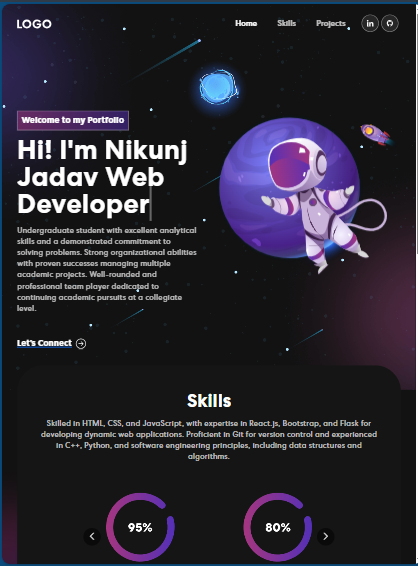 LOGO
Home Skills Projects
Welcome to my Portfolio
Hi! I'm Nikunj
Jadav Web
Developer
Undergraduate student with excellent analytical
skills and a demonstrated commitment to
solving problems. Strong organizational abilities
with proven successes managing multiple
academic projects. Well-rounded and
professional team player dedicated to
continuing academic pursuits at a collegiate
level.
Let's Connect
Skills
Skilled in HTML, CSS, and JavaScript, with expertise in React.js, Bootstrap, and Flask for
developing dynamic web applications. Proficient in Git for version control and experienced
in C++, Python, and software engineering principles, including data structures and
algorithms.
95% 80%